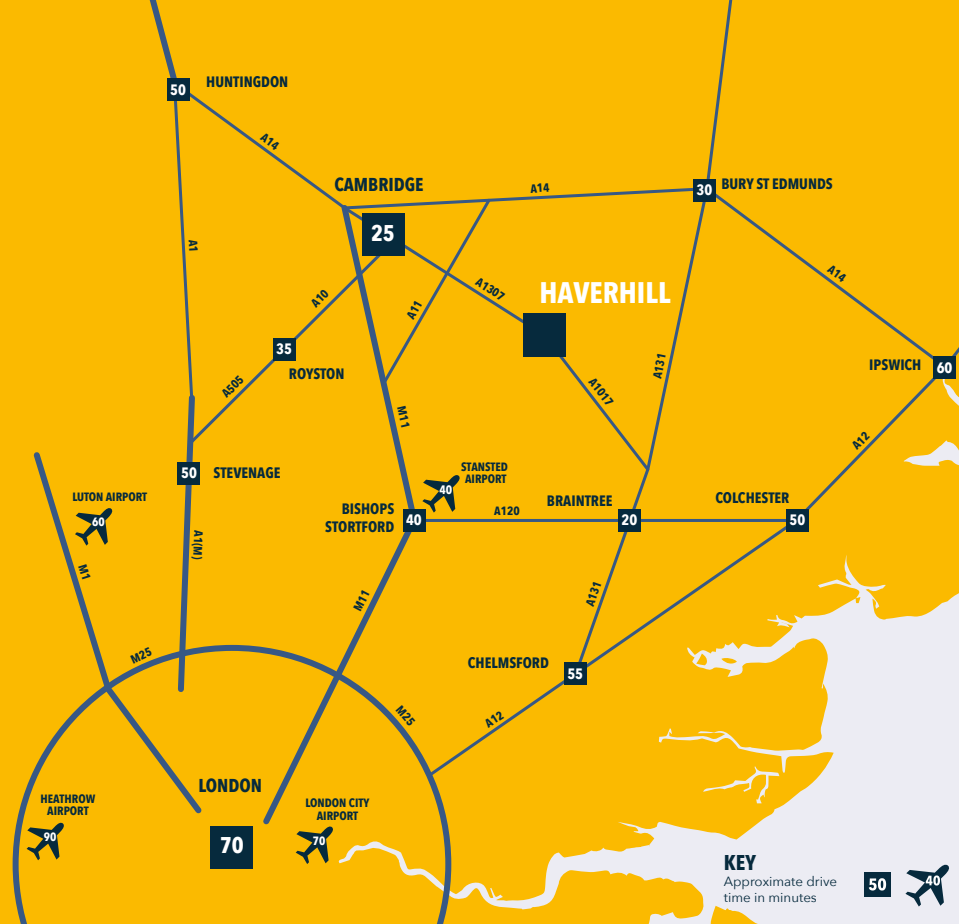 50
HUNTINGDON
A14
CAMBRIDGE
A14
30
BURY ST EDMUNDS
25
A1
A14
A10
A11
A1307
HAVERHILL
35
ROYSTON
A505
M11
A1017
A131
IPSWICH
60
50
STEVENAGE
A12
LUTON AIRPORT
60
STANSTED
AIRPORT
40
BISHOPS
STORTFORD
40
A120
BRAINTREE
20
COLCHESTER
50
A1(M)
M1
M11
A131
M25
CHELMSFORD
55
M25
A12
LONDON
70
HEATHROW
AIRPORT
90
LONDON CITY
AIRPORT
70
KEY
Approximate drive
time in minutes
50
40